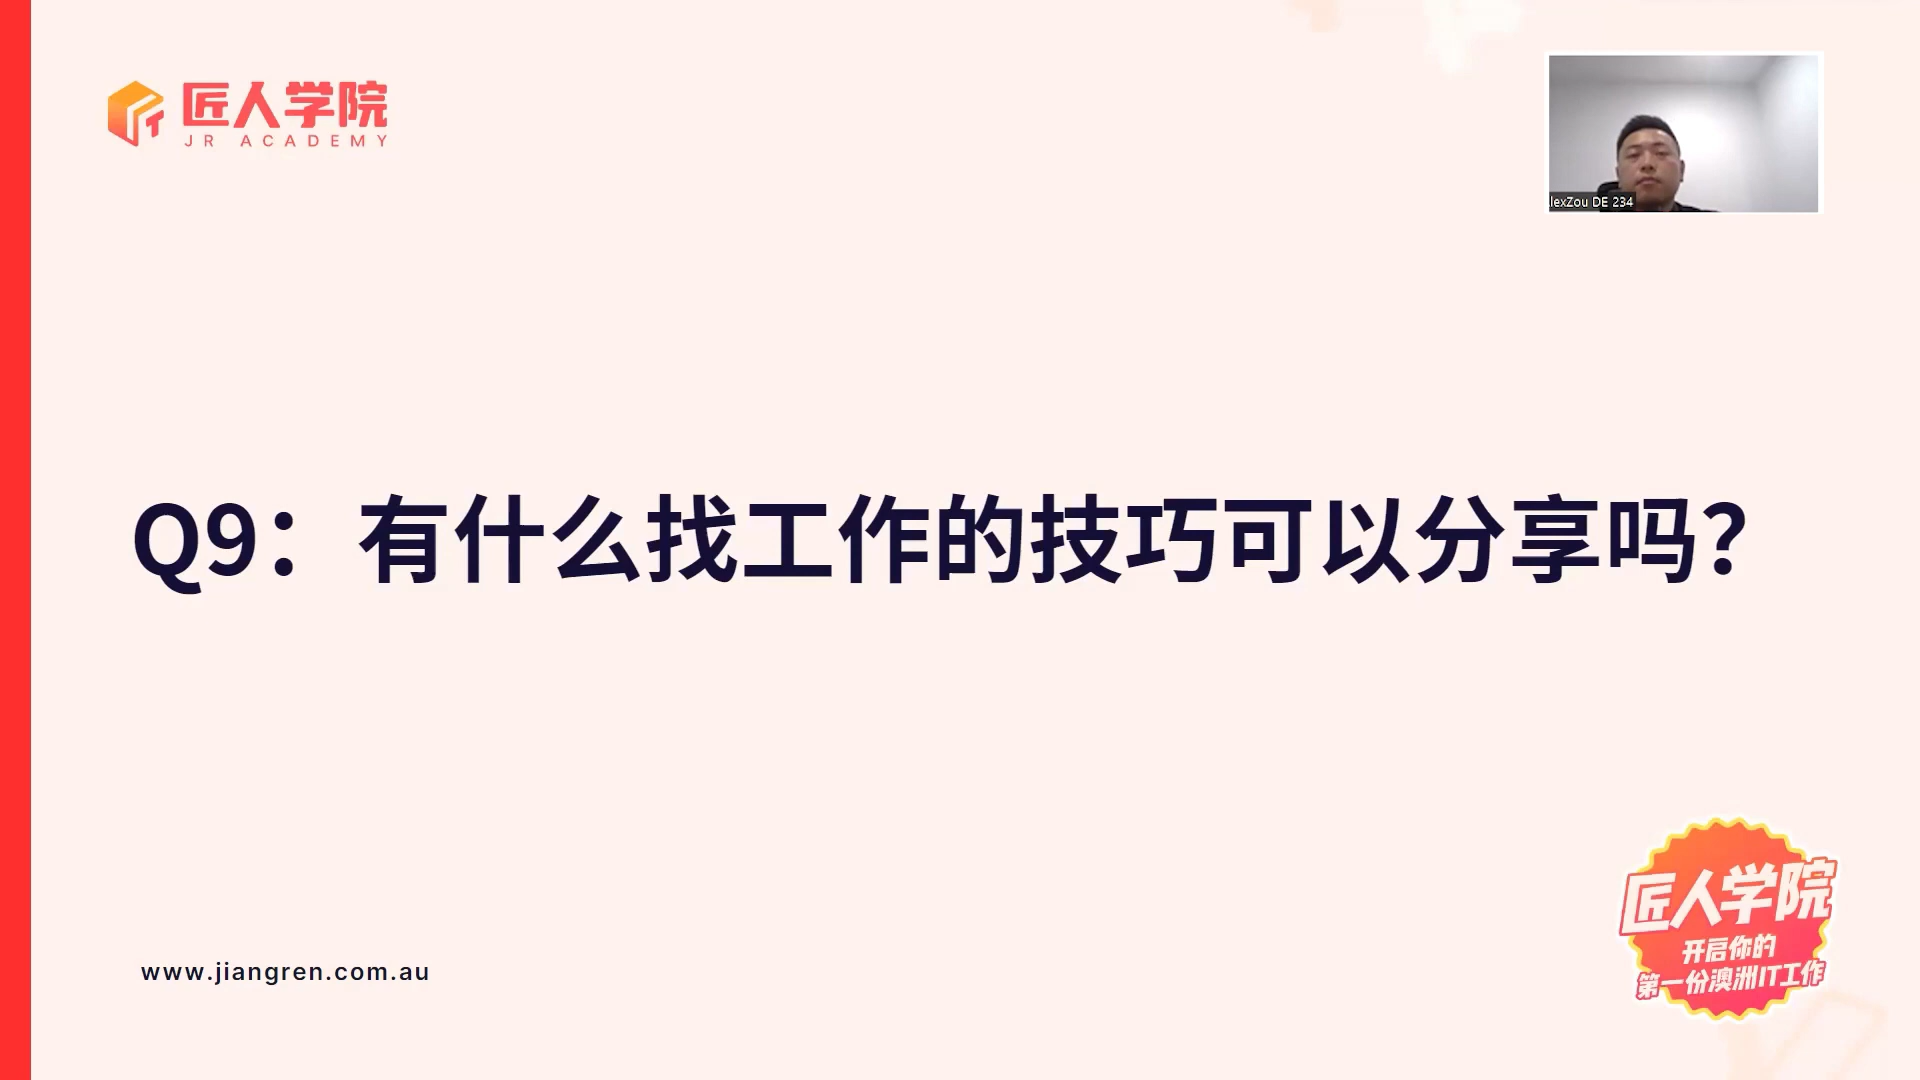 匠人学院
JR ACADEMY
lexZou DE 234
Q9：有什么找工作的技巧可以分享吗？
匠人学院
开启你的
第一份澳洲IT工作
www.jiangren.com.au